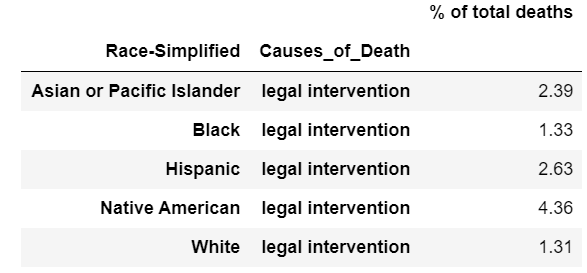 % of total deaths
Race-Simplified Causes_of_Death
Asian or Pacific Islander legal intervention 2.39
Black legal intervention 1.33
Hispanic legal intervention 2.63
Native American legal intervention 4.36
White legal intervention 1.31